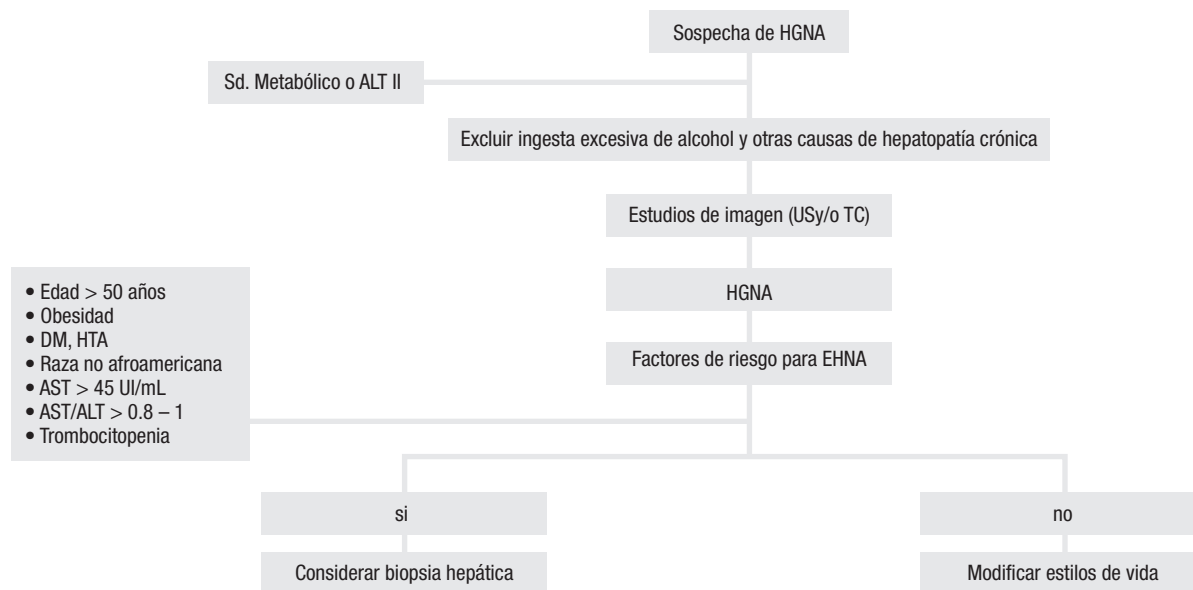 Sospecha de HGNA
Sd. Metabólico o ALT II
Excluir ingesta excesiva de alcohol y otras causas de hepatopatía crónica
Estudios de imagen (USy/o TC)
HGNA
Factores de riesgo para EHNA
• Edad > 50 años
• Obesidad
• DM, HTA
• Raza no afroamericana
• AST > 45 UI/mL
• AST/ALT > 0.8 – 1
• Trombocitopenia
si
no
Considerar biopsia hepática
Modificar estilos de vida